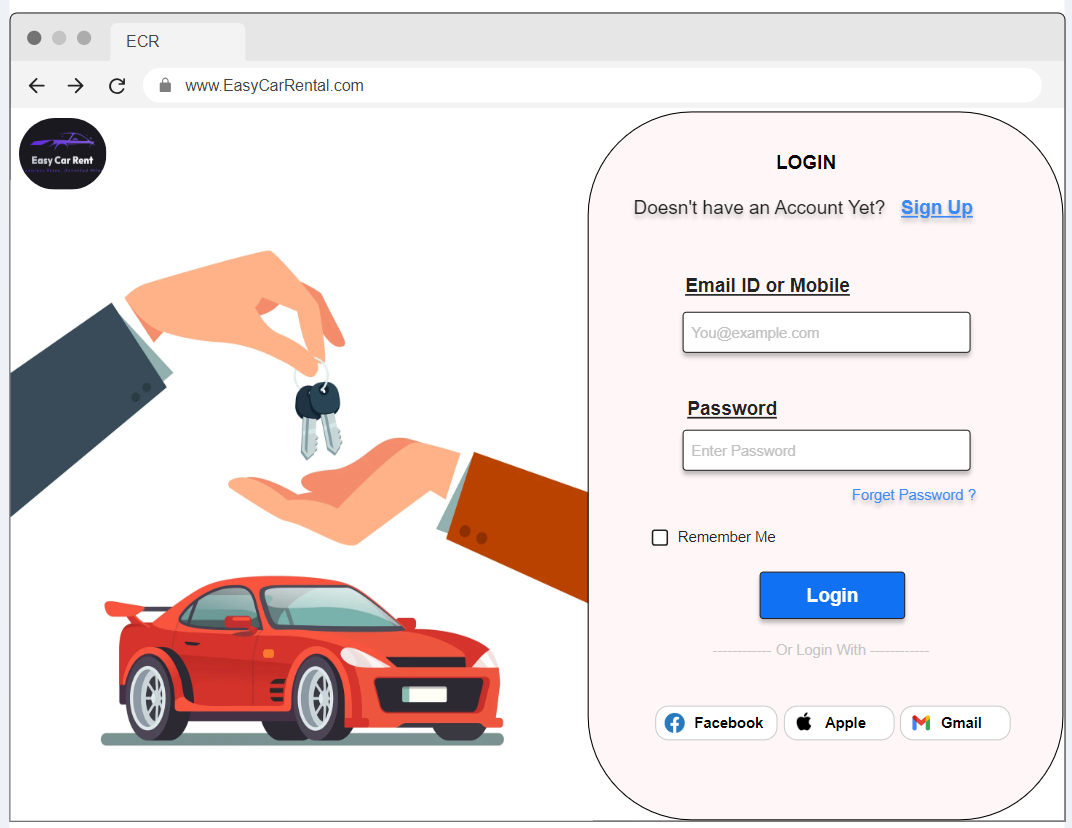 ECR
www.EasyCarRental.com
Easy Car Rent
LOGIN
Doesn't have an Account Yet? Sign Up
Email ID or Mobile
You@example.com
Password
Enter Password
Forget Password ?
Remember Me
Login
------------ Or Login With ------------
Facebook Apple Gmail